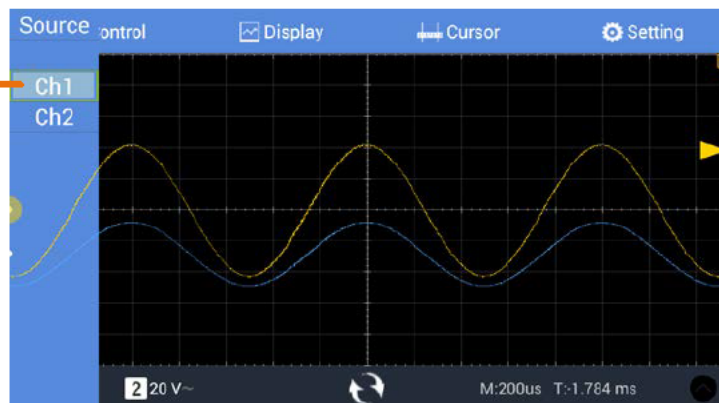 Source ontrol Display Cursor Setting
Ch1
Ch2
2 20 V~ M:200us T:-1.784 ms